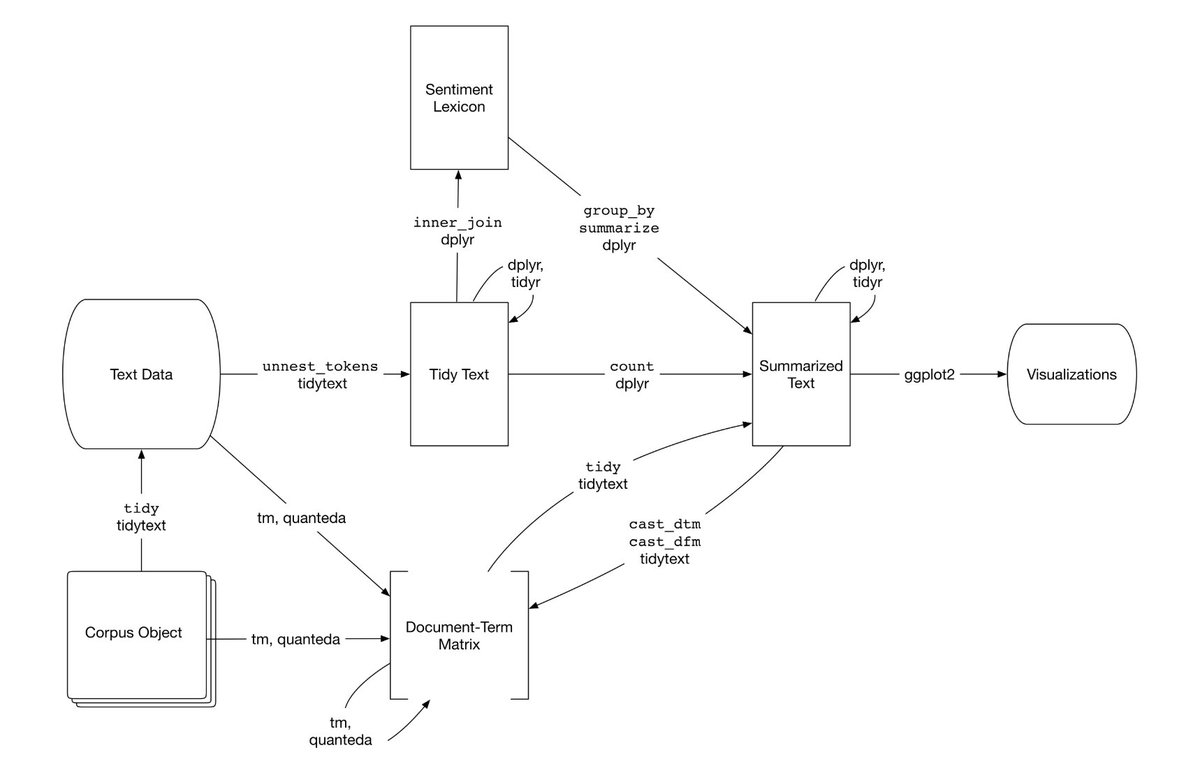 Sentiment
Lexicon
inner_join
dplyr
group_by
summarize
dplyr
dplyr,
tidyr
dplyr,
tidyr
Text Data
unnest_tokens
tidytext
Tidy Text
count
dplyr
Summarized
Text
ggplot2
Visualizations
tidy
tidytext
tm, quanteda
tidy
tidytext
cast_dtm
cast_dfm
tidytext
Corpus Object
tm, quanteda
Document-Term
Matrix
tm,
quanteda